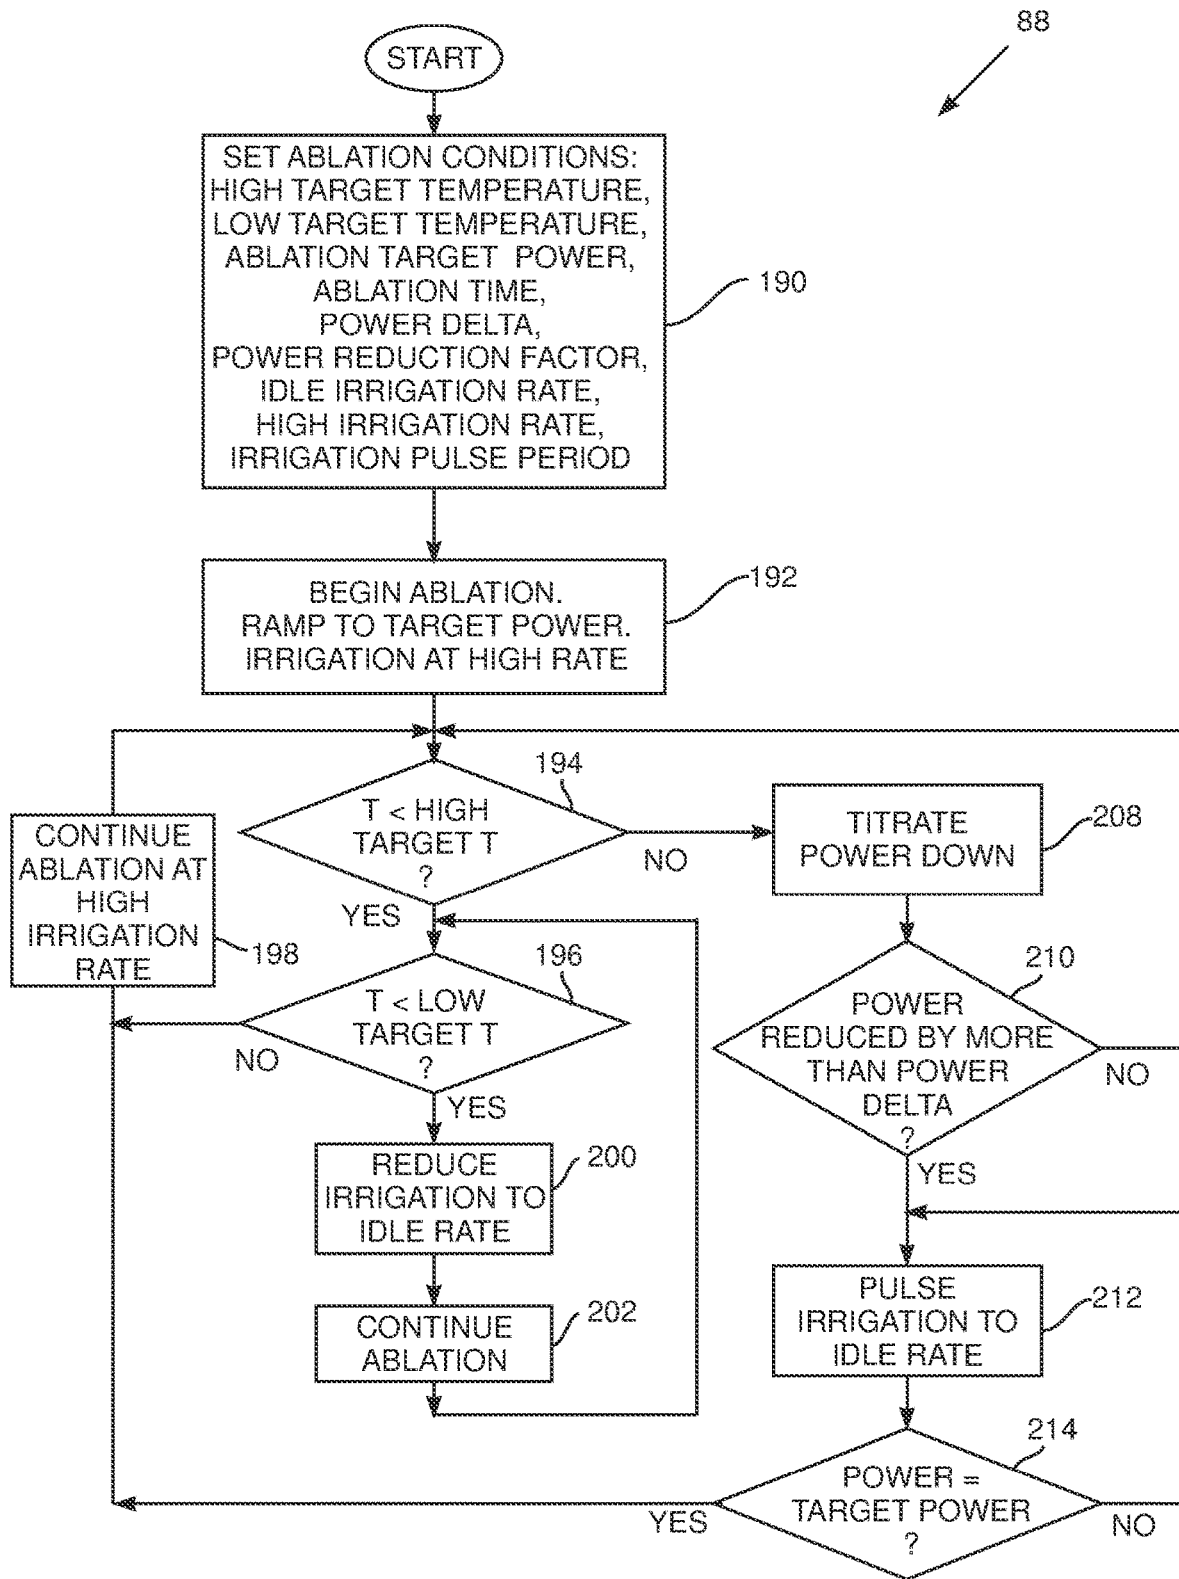 88
START
SET ABLATION CONDITIONS:
HIGH TARGET TEMPERATURE,
LOW TARGET TEMPERATURE,
ABLATION TARGET POWER,
ABLATION TIME,
POWER DELTA,
POWER REDUCTION FACTOR,
IDLE IRRIGATION RATE,
HIGH IRRIGATION RATE,
IRRIGATION PULSE PERIOD
190
BEGIN ABLATION.
RAMP TO TARGET POWER.
IRRIGATION AT HIGH RATE
192
T < HIGH
TARGET T
?
194
NO
YES
TITRATE
POWER DOWN
208
CONTINUE
ABLATION AT
HIGH
IRRIGATION
RATE
198
T < LOW
TARGET T
?
196
NO
YES
POWER
REDUCED BY MORE
THAN POWER
DELTA
?
210
NO
YES
REDUCE
IRRIGATION TO
IDLE RATE
200
CONTINUE
ABLATION
202
PULSE
IRRIGATION TO
IDLE RATE
212
POWER =
TARGET POWER
?
214
YES
NO